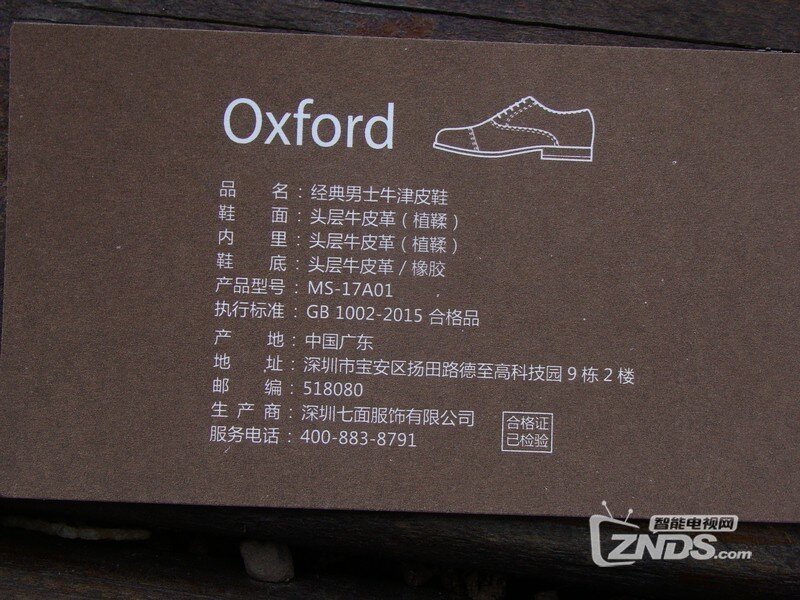 Oxford
品 名：经典男士牛津皮鞋
鞋 面：头层牛皮革（植鞣）
内 里：头层牛皮革（植鞣）
鞋 底：头层牛皮革 / 橡胶
产品型号：MS-17A01
执行标准：GB 1002-2015 合格品
产 地：中国广东
地 址：深圳市宝安区扬田路德至高科技园 9 栋 2 楼
邮 编：518080
生 产 商：深圳七面服饰有限公司
服务电话：400-883-8791
合格证
已检验
智能电视网
ZNDS.com